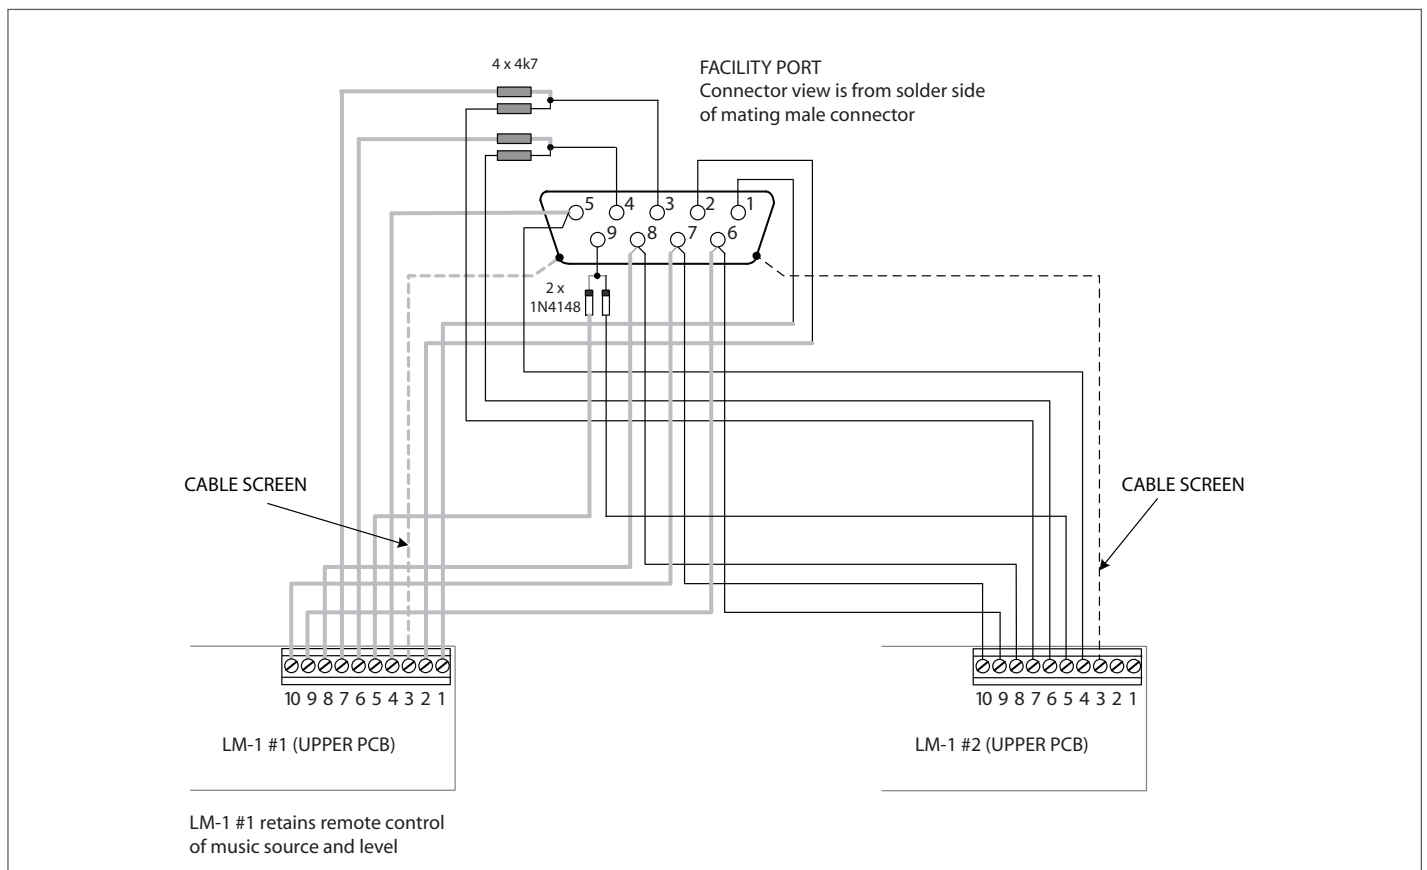 4 x 4k7
FACILITY PORT
Connector view is from solder side
of mating male connector
5 4 3 2 1
9 8 7 6
2 x
1N4148
CABLE SCREEN
CABLE SCREEN
10 9 8 7 6 5 4 3 2 1
10 9 8 7 6 5 4 3 2 1
LM-1 #1 (UPPER PCB)
LM-1 #2 (UPPER PCB)
LM-1 #1 retains remote control
of music source and level